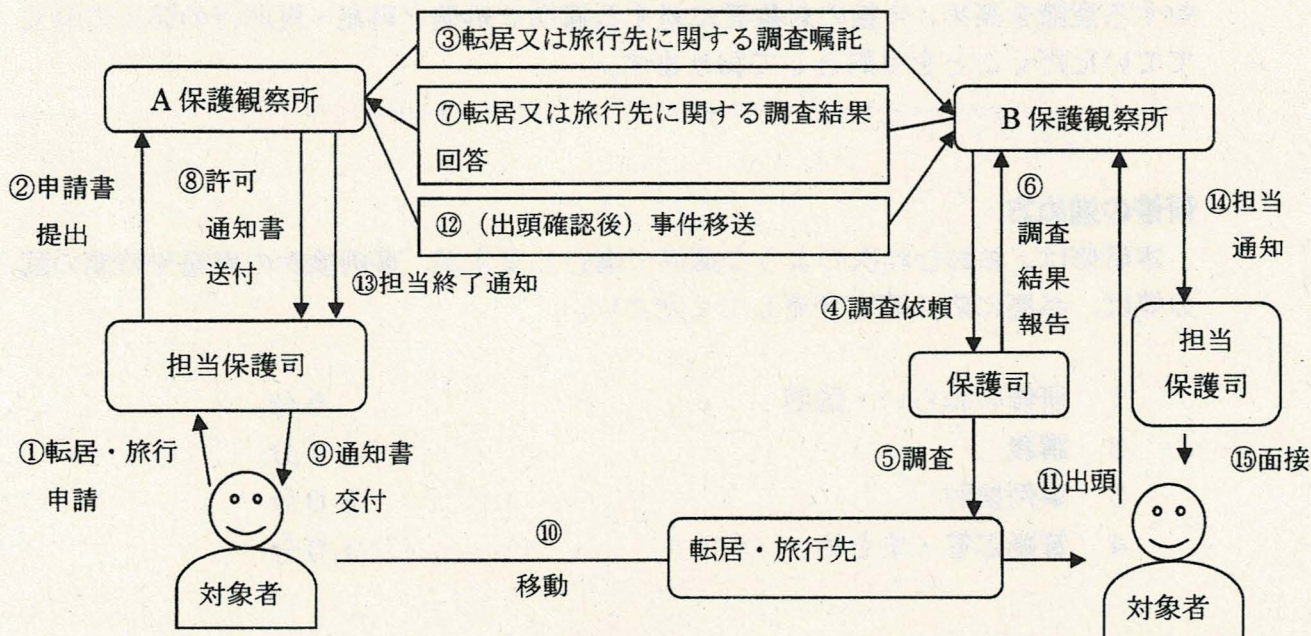 ③転居又は旅行先に関する調査嘱託
A 保護観察所
⑦転居又は旅行先に関する調査結果
回答
B 保護観察所
②申請書
提出
⑧許可
通知書
送付
⑫（出頭確認後）事件移送
⑬担当終了通知
④調査依頼
⑥
調査
結果
報告
⑭担当
通知
担当保護司
保護司
担当
保護司
①転居・旅行
申請
⑨通知書
交付
⑤調査
⑪出頭
⑮面接
⑩
移動
転居・旅行先
対象者
対象者